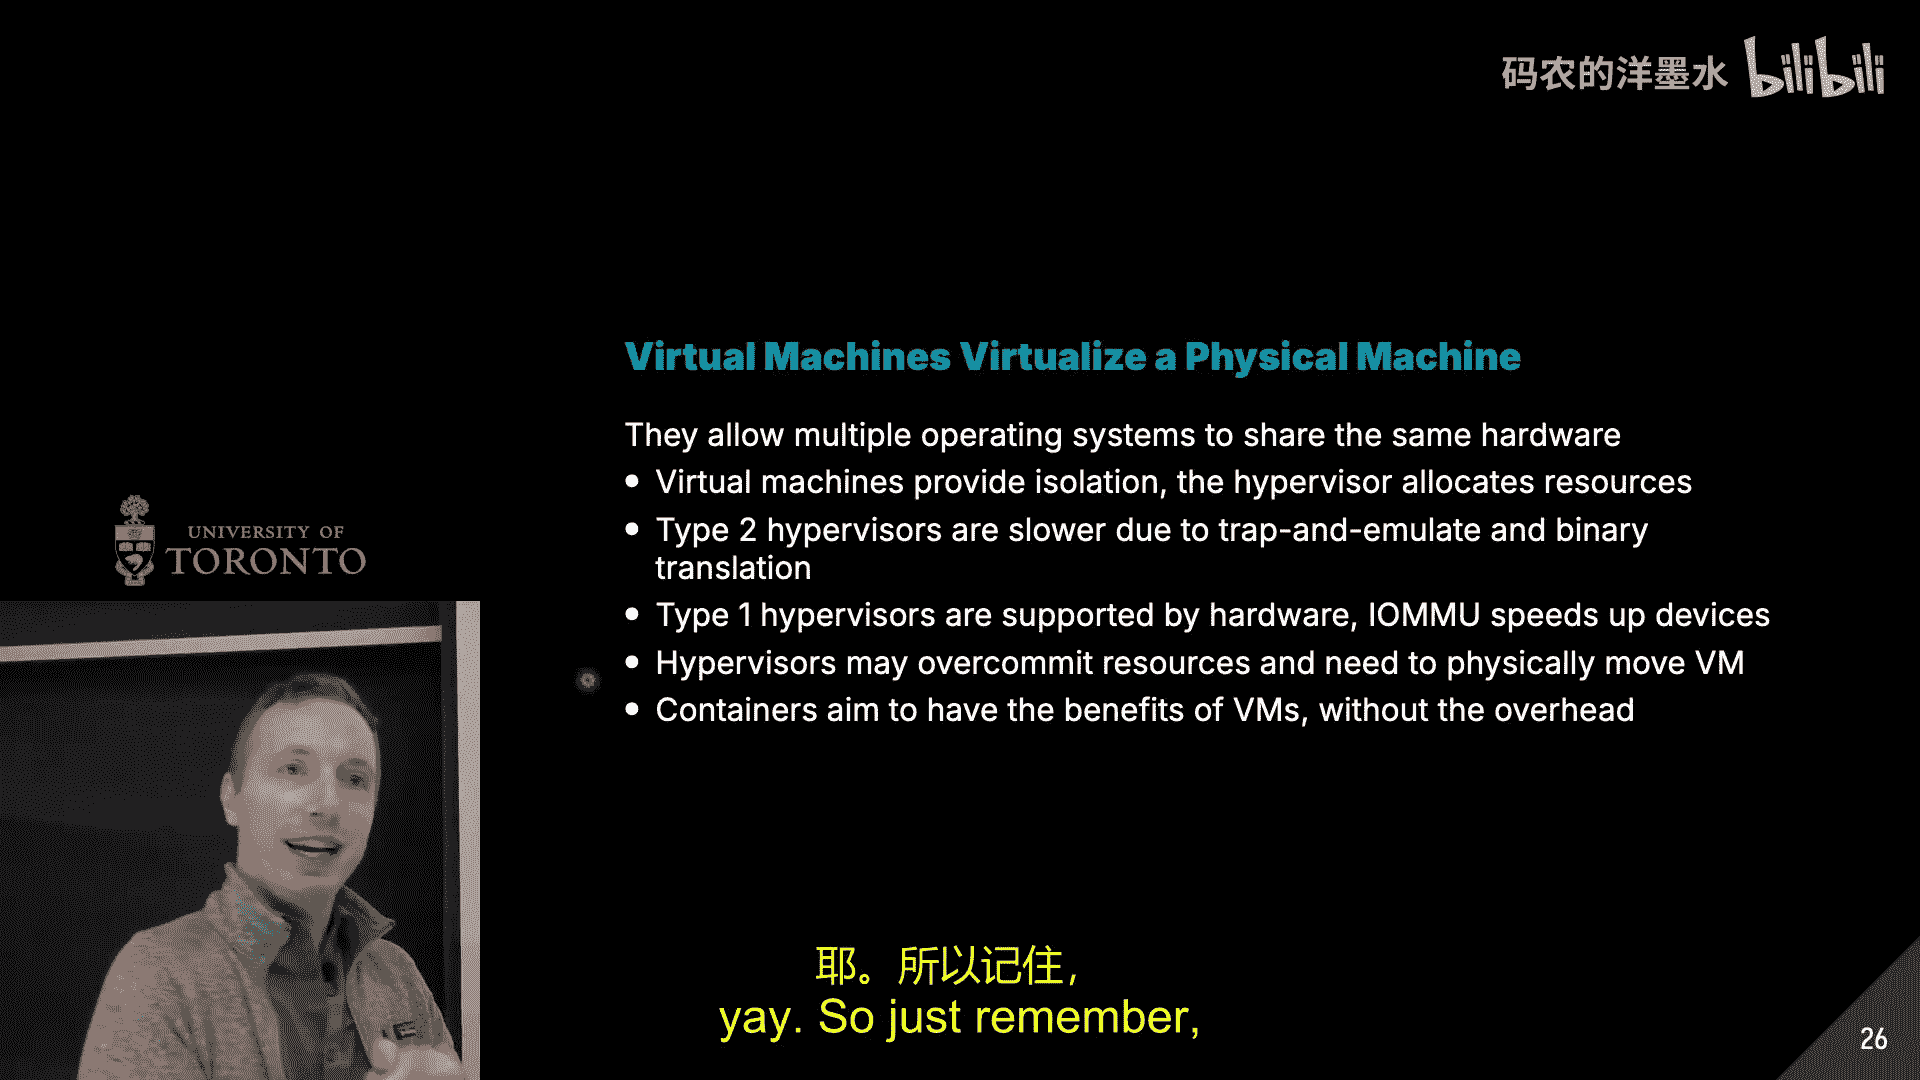 码农的洋墨水 bilibili
Virtual Machines Virtualize a Physical Machine
They allow multiple operating systems to share the same hardware
• Virtual machines provide isolation, the hypervisor allocates resources
• Type 2 hypervisors are slower due to trap-and-emulate and binary
translation
• Type 1 hypervisors are supported by hardware, IOMMU speeds up devices
• Hypervisors may overcommit resources and need to physically move VM
• Containers aim to have the benefits of VMs, without the overhead
UNIVERSITY OF
TORONTO
耶。所以记住，
yay. So just remember,
26